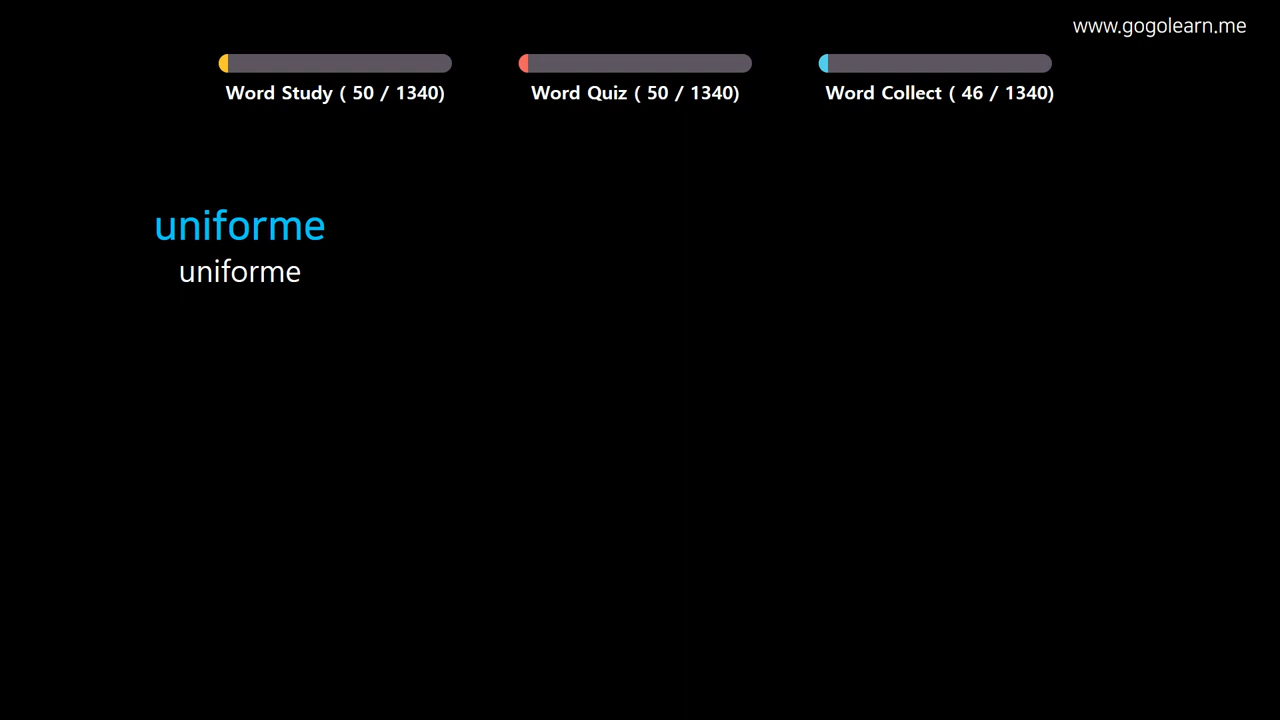 www.gogolearn.me
Word Study ( 50 / 1340)
Word Quiz ( 50 / 1340)
Word Collect ( 46 / 1340)
uniforme
uniforme